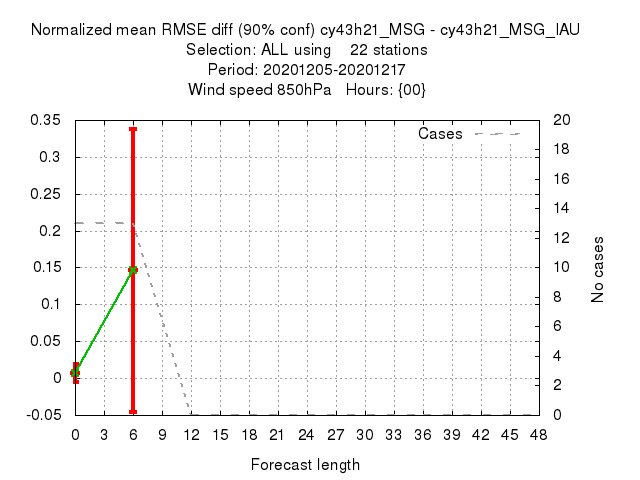 Normalized mean RMSE diff (90% conf) cy43h21_MSG - cy43h21_MSG_IAU
Selection: ALL using    22 stations
Period: 20201205-20201217
Wind speed 850hPa   Hours: {00}
Cases
0.35
0.3
0.25
0.2
0.15
0.1
0.05
0
-0.05
20
18
16
14
12
10
8
6
4
2
0
No cases
0 3 6 9 12 15 18 21 24 27 30 33 36 39 42 45 48
Forecast length